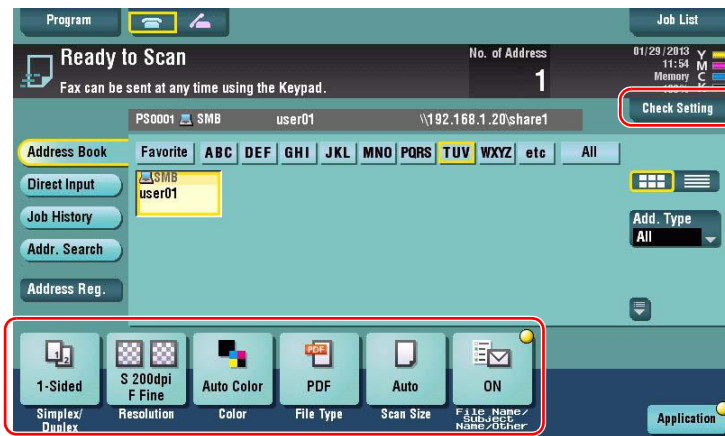 Program
Job List
Ready to Scan
Fax can be sent at any time using the Keypad.
No. of Address
1
01/29/2013
11:54
Memory
100%
Y
M
C
K
Check Setting
PS0001 SMB user01 \\192.168.1.20\share1
Address Book
Favorite ABC DEF GHI JKL MNO PQRS TUV WXYZ etc All
SMB
user01
Direct Input
Job History
Addr. Search
Address Reg.
Add. Type
All
1 2
1-Sided
Simplex/
Duplex
S 200dpi
F Fine
Resolution
Auto Color
Color
PDF
PDF
File Type
Auto
Scan Size
ON
File Name/
Subject
Name/Other
Application